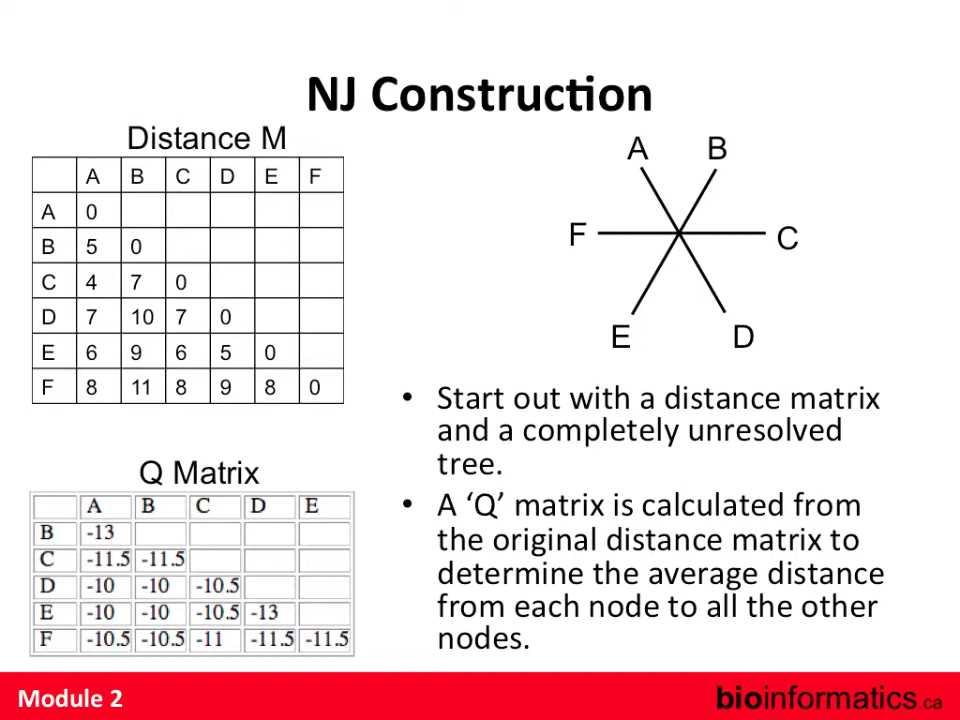 NJ Construction
Distance M
A B C D E F
A 0
B 5 0
C 4 7 0
D 7 10 7 0
E 6 9 6 5 0
F 8 11 8 9 8 0
A B
F C
E D
Q Matrix
A B C D E
B -13
C -11.5 -11.5
D -10 -10 -10.5
E -10 -10 -10.5 -13
F -10.5 -10.5 -11 -11.5 -11.5
• Start out with a distance matrix
and a completely unresolved
tree.
• A ‘Q’ matrix is calculated from
the original distance matrix to
determine the average distance
from each node to all the other
nodes.
Module 2
bioinformatics.ca